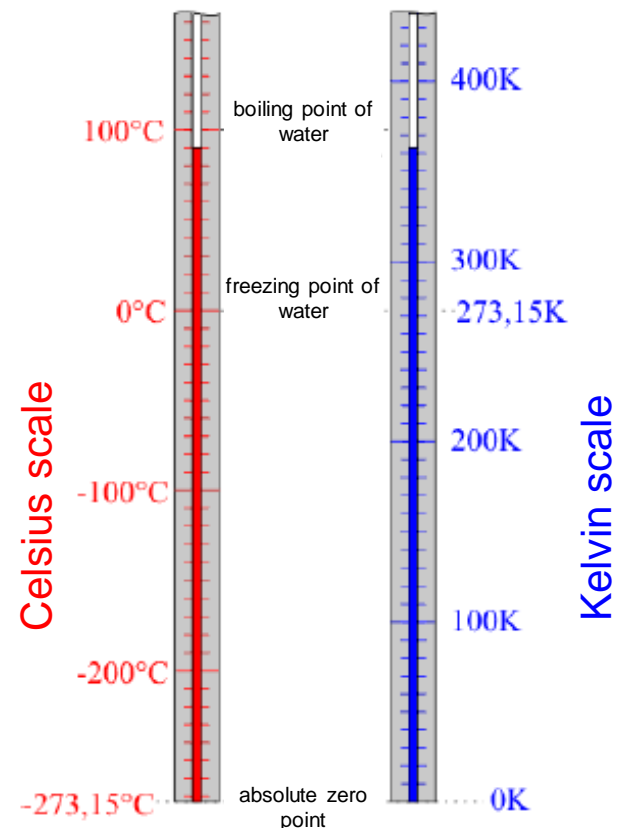 400K
boiling point of
water
100°C
300K
freezing point of
water
0°C
273,15K
Celsius scale
Kelvin scale
200K
-100°C
100K
-200°C
absolute zero
point
-273,15°C
0K